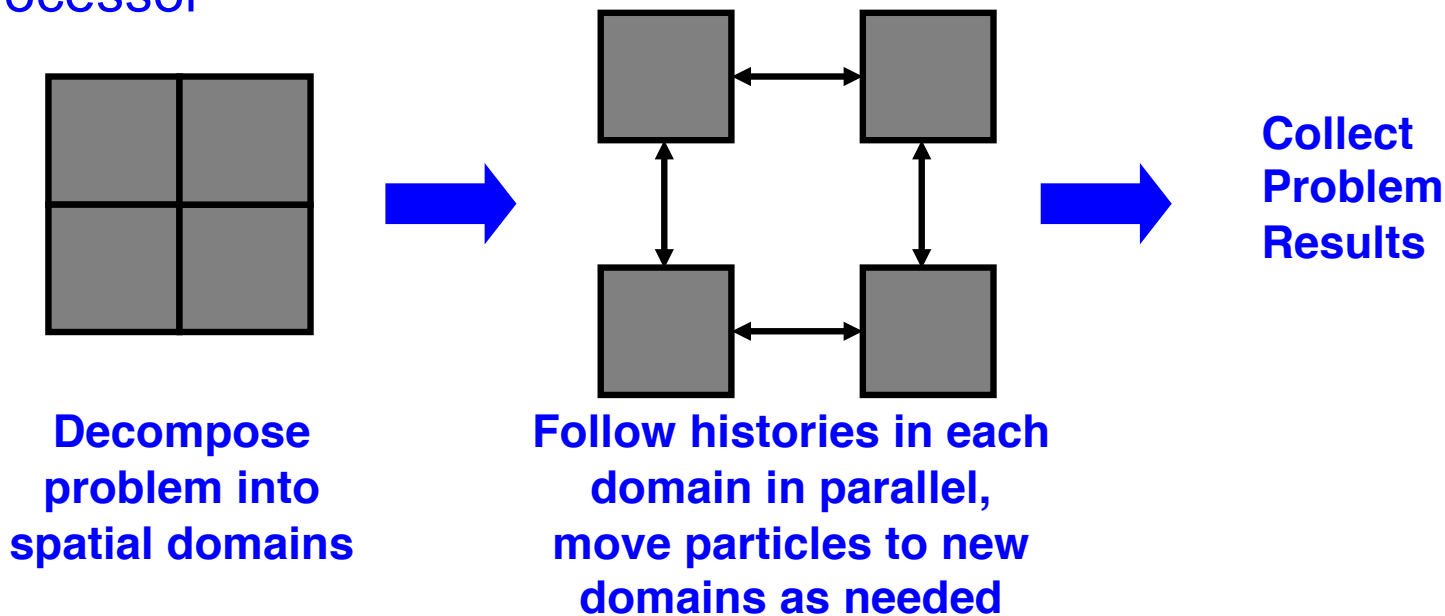 Decompose
problem into
spatial domains
Follow histories in each
domain in parallel,
move particles to new
domains as needed
Collect
Problem
Results